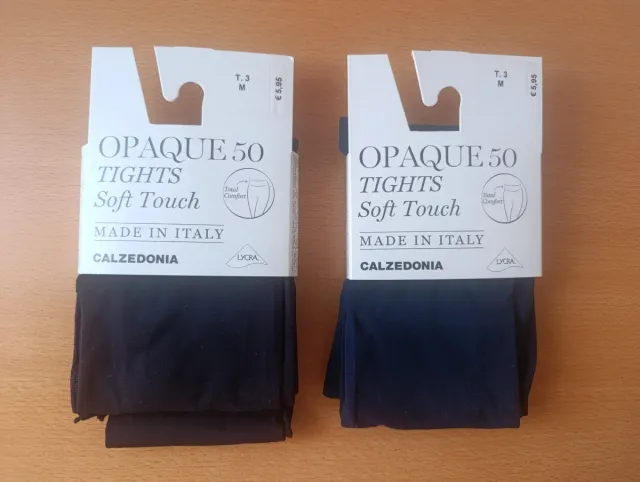 T. 3
M
€ 5,95
OPAQUE 50
TIGHTS
Soft Touch
Total
Comfort
MADE IN ITALY
CALZEDONIA
LYCRA
T. 3
M
€ 5,95
OPAQUE 50
TIGHTS
Soft Touch
Total
Comfort
MADE IN ITALY
CALZEDONIA
LYCRA